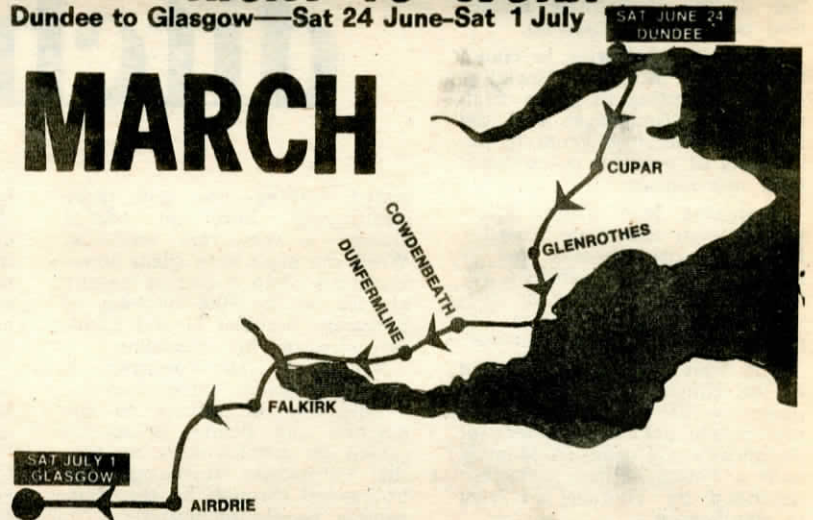 Dundee to Glasgow—Sat 24 June–Sat 1 July
SAT JUNE 24
DUNDEE
MARCH
CUPAR
GLENROTHES
COWDENBEATH
DUNFERMLINE
FALKIRK
SAT JULY 1
GLASGOW
AIRDRIE